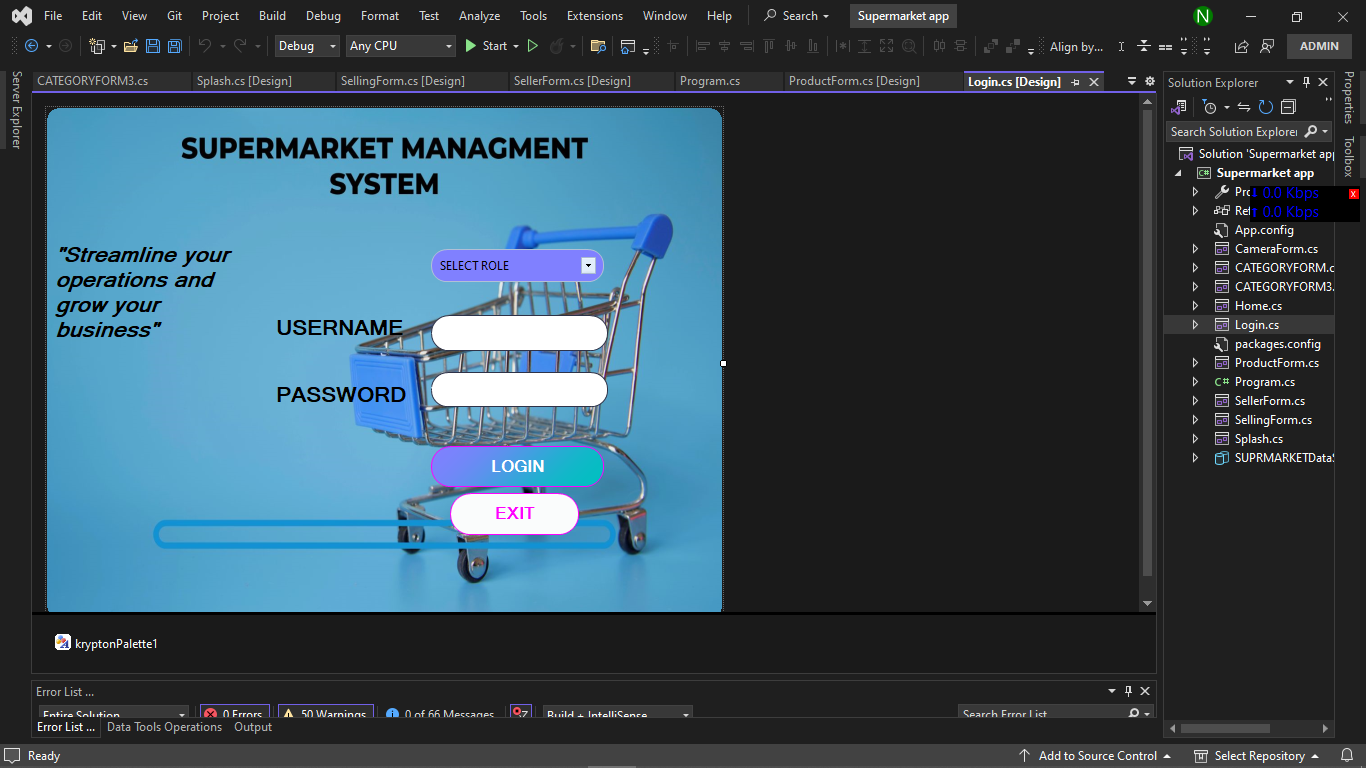 File Edit View Git Project Build Debug Format Test Analyze Tools Extensions Window Help Search Supermarket app N
Debug Any CPU Start Align by... ADMIN
CATEGORYFORM3.cs Splash.cs [Design] SellingForm.cs [Design] SellerForm.cs [Design] Program.cs ProductForm.cs [Design] Login.cs [Design]
Server Explorer
SUPERMARKET MANAGMENT
SYSTEM
"Streamline your
operations and
grow your
business"
SELECT ROLE
USERNAME
PASSWORD
LOGIN
EXIT
kryptonPalette1
Solution Explorer
Search Solution Explorer
Solution 'Supermarket app
Supermarket app
Pro
Ref
0.0 Kbps
0.0 Kbps
x
App.config
CameraForm.cs
CATEGORYFORM.c
CATEGORYFORM3.
Home.cs
Login.cs
packages.config
ProductForm.cs
Program.cs
SellerForm.cs
SellingForm.cs
Splash.cs
SUPRMARKETDataS
Properties
Toolbox
Error List ...
Entire Solution 0 Errors 50 Warnings 0 of 66 Messages Build + IntelliSense Search Error List
Error List ... Data Tools Operations Output
Ready Add to Source Control Select Repository